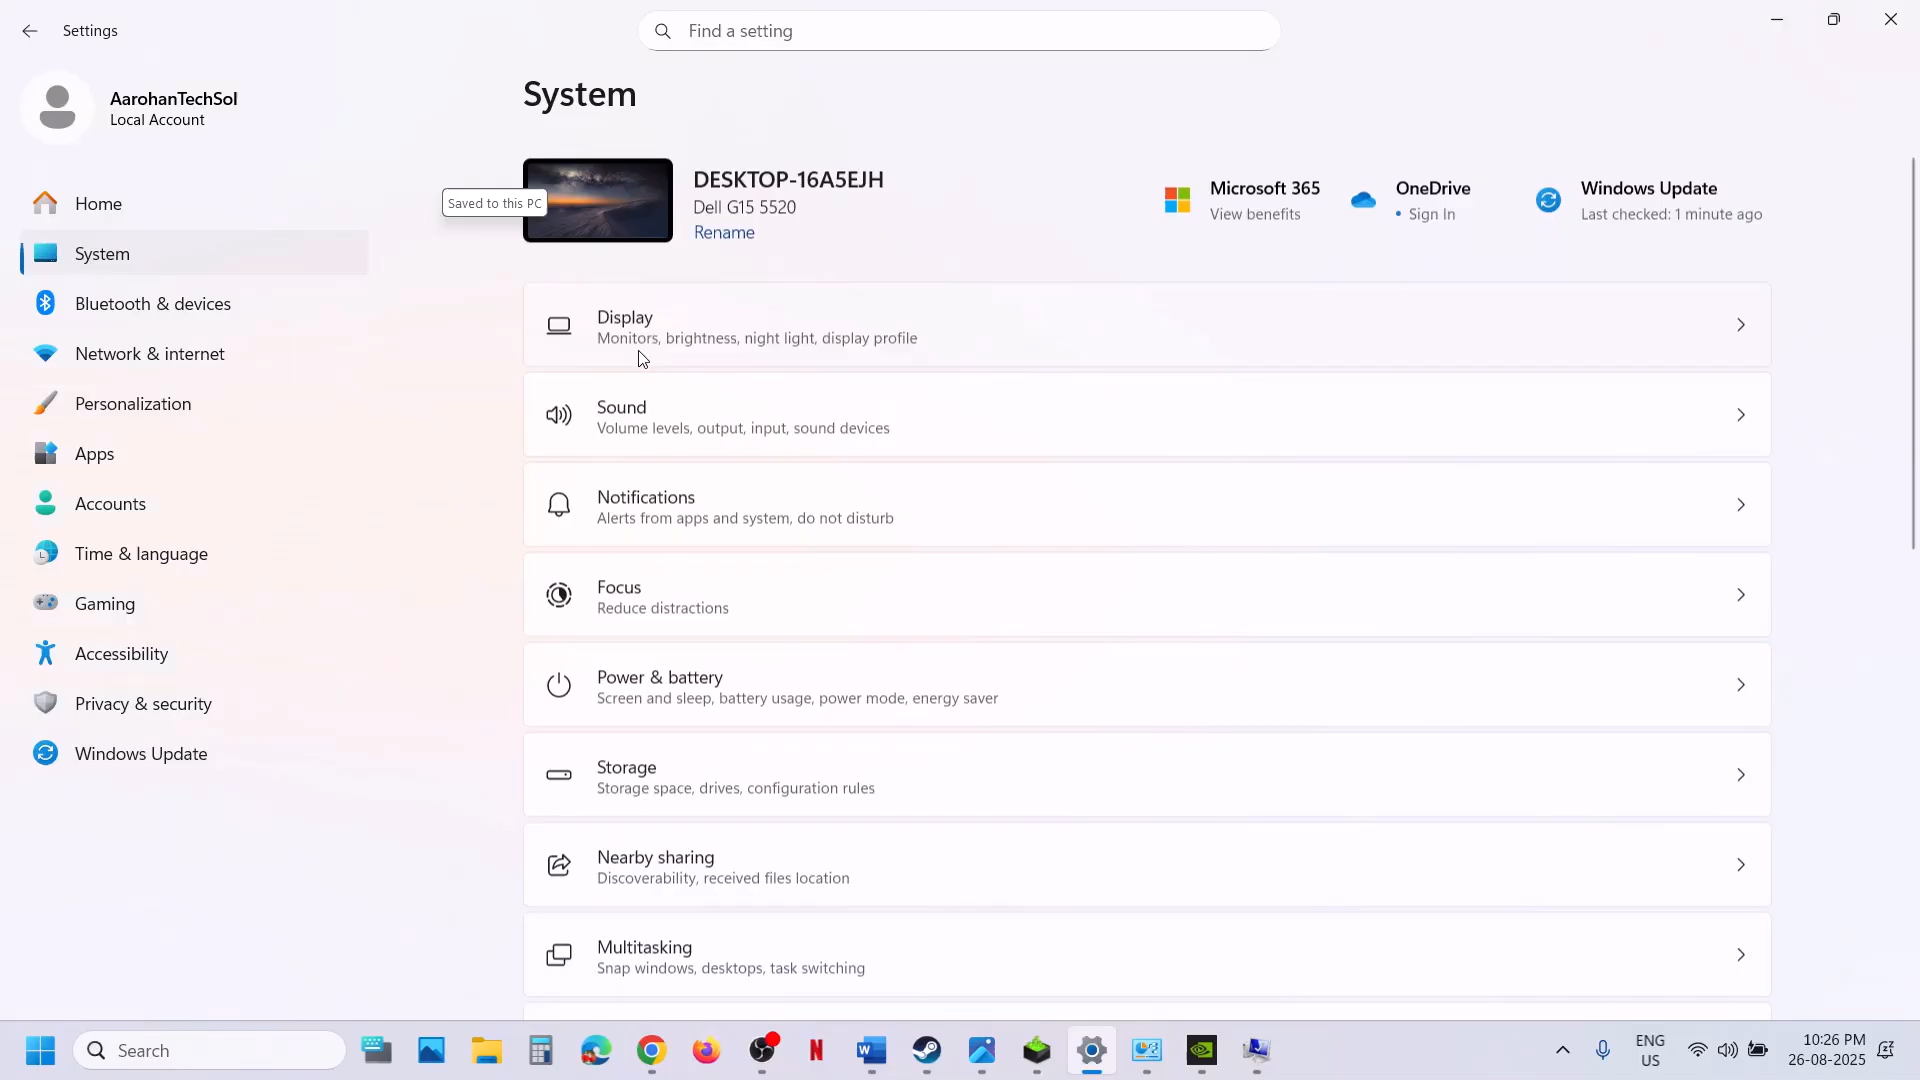 Settings
Find a setting
AarohanTechSol
Local Account
Home
System
Bluetooth & devices
Network & internet
Personalization
Apps
Accounts
Time & language
Gaming
Accessibility
Privacy & security
Windows Update
System
Saved to this PC
DESKTOP-16A5EJH
Dell G15 5520
Rename
Microsoft 365
View benefits
OneDrive
• Sign In
Windows Update
Last checked: 1 minute ago
Display
Monitors, brightness, night light, display profile
Sound
Volume levels, output, input, sound devices
Notifications
Alerts from apps and system, do not disturb
Focus
Reduce distractions
Power & battery
Screen and sleep, battery usage, power mode, energy saver
Storage
Storage space, drives, configuration rules
Nearby sharing
Discoverability, received files location
Multitasking
Snap windows, desktops, task switching
Search
ENG
US
10:26 PM
26-08-2025